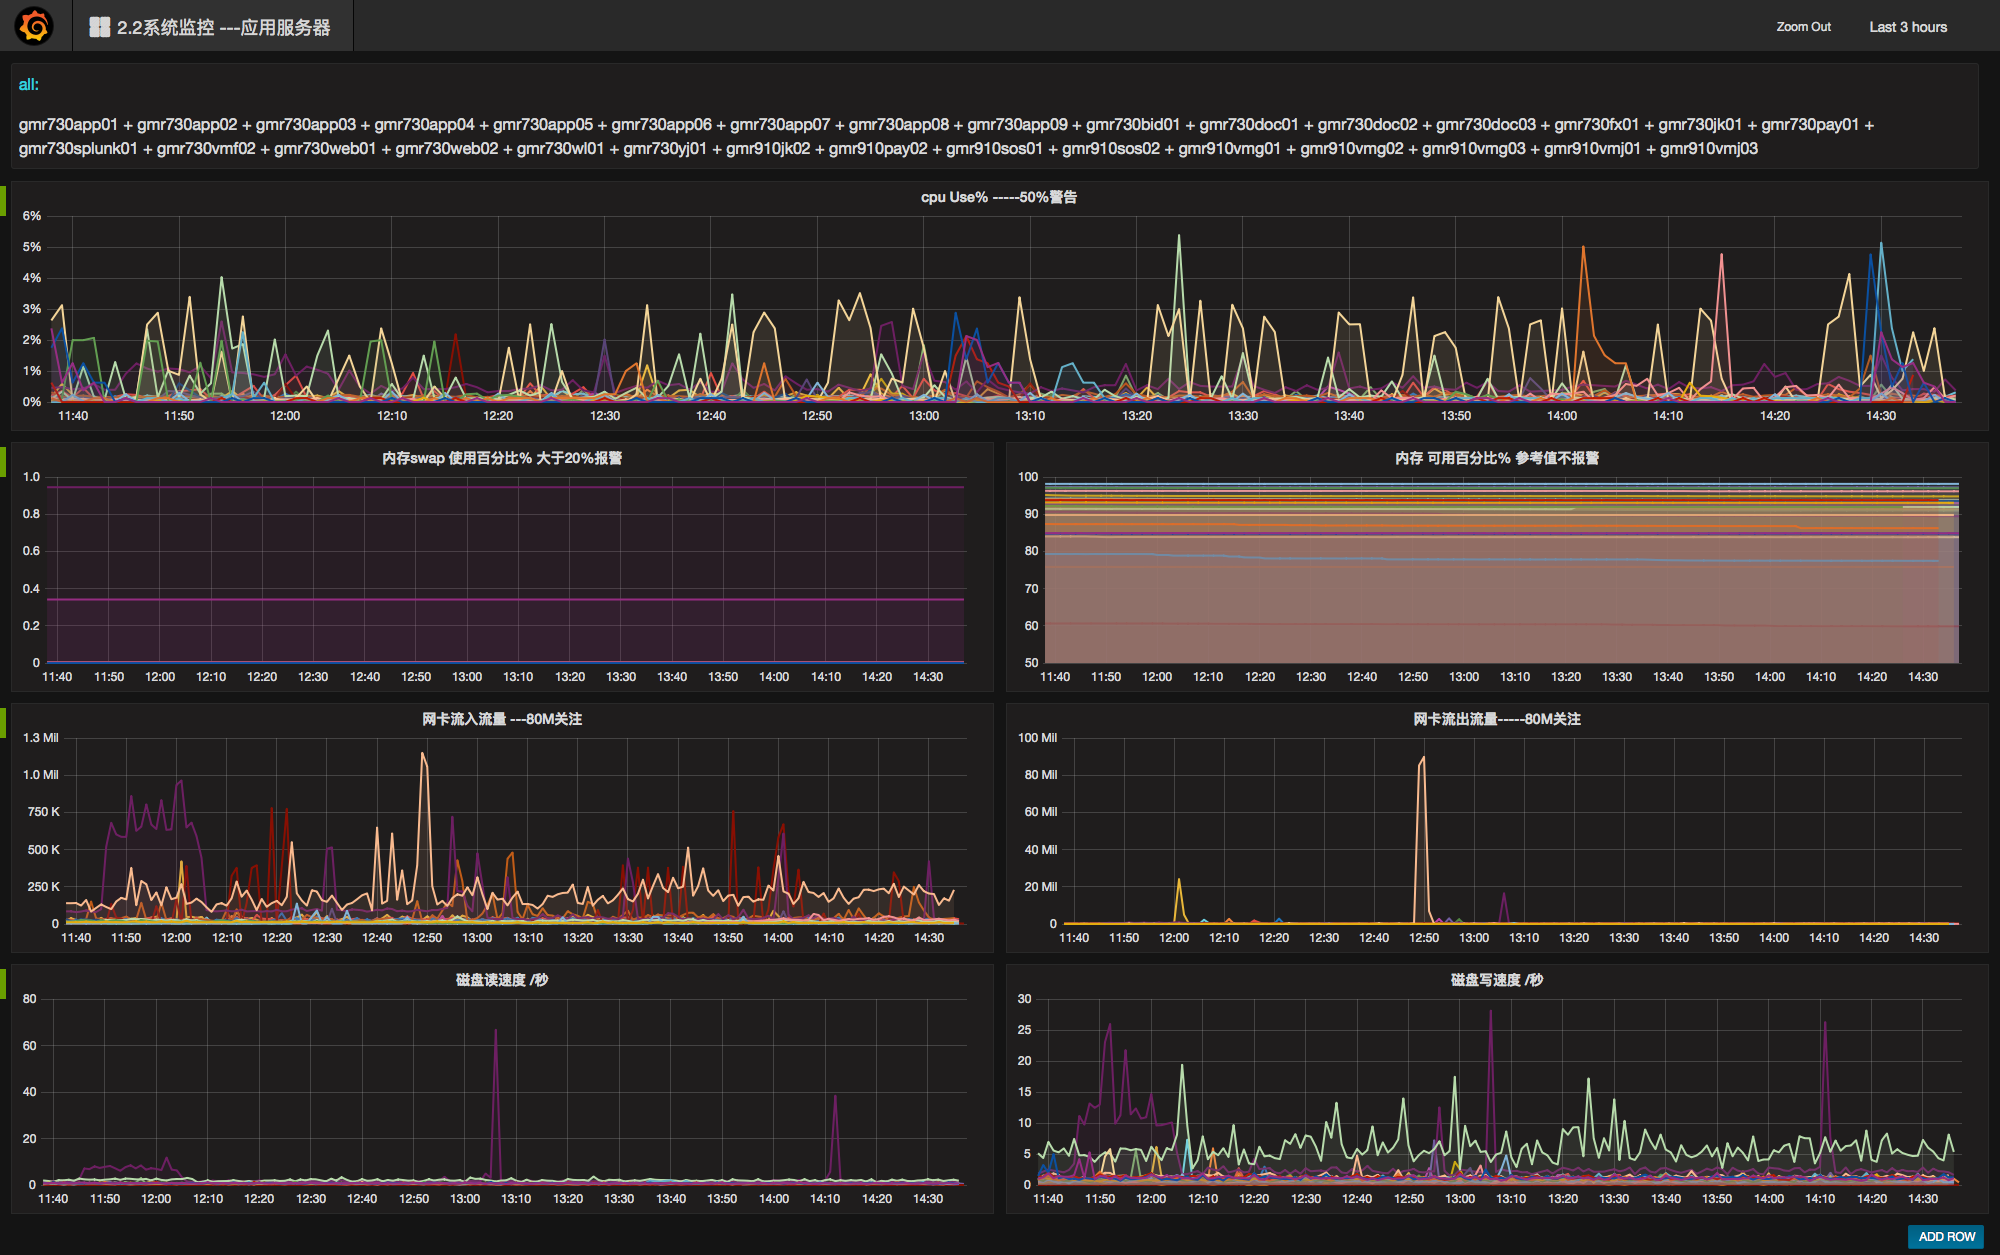 2.2系统监控 ---应用服务器
Zoom Out
Last 3 hours
all:
gmr730app01 + gmr730app02 + gmr730app03 + gmr730app04 + gmr730app05 + gmr730app06 + gmr730app07 + gmr730app08 + gmr730app09 + gmr730bid01 + gmr730doc01 + gmr730doc02 + gmr730doc03 + gmr730fx01 + gmr730jk01 + gmr730pay01 +
gmr730splunk01 + gmr730vmf02 + gmr730web01 + gmr730web02 + gmr730wl01 + gmr730yj01 + gmr910jk02 + gmr910pay02 + gmr910sos01 + gmr910sos02 + gmr910vmg01 + gmr910vmg02 + gmr910vmg03 + gmr910vmj01 + gmr910vmj03
cpu Use% -----50%警告
6%
5%
4%
3%
2%
1%
0%
11:40 11:50 12:00 12:10 12:20 12:30 12:40 12:50 13:00 13:10 13:20 13:30 13:40 13:50 14:00 14:10 14:20 14:30
内存swap 使用百分比% 大于20%报警
1.0
0.8
0.6
0.4
0.2
0
11:40 11:50 12:00 12:10 12:20 12:30 12:40 12:50 13:00 13:10 13:20 13:30 13:40 13:50 14:00 14:10 14:20 14:30
内存 可用百分比% 参考值不报警
100
90
80
70
60
50
11:40 11:50 12:00 12:10 12:20 12:30 12:40 12:50 13:00 13:10 13:20 13:30 13:40 13:50 14:00 14:10 14:20 14:30
网卡流入流量 ---80M关注
1.3 Mil
1.0 Mil
750 K
500 K
250 K
0
11:40 11:50 12:00 12:10 12:20 12:30 12:40 12:50 13:00 13:10 13:20 13:30 13:40 13:50 14:00 14:10 14:20 14:30
网卡流出流量-----80M关注
100 Mil
80 Mil
60 Mil
40 Mil
20 Mil
0
11:40 11:50 12:00 12:10 12:20 12:30 12:40 12:50 13:00 13:10 13:20 13:30 13:40 13:50 14:00 14:10 14:20 14:30
磁盘读速度 /秒
80
60
40
20
0
11:40 11:50 12:00 12:10 12:20 12:30 12:40 12:50 13:00 13:10 13:20 13:30 13:40 13:50 14:00 14:10 14:20 14:30
磁盘写速度 /秒
30
25
20
15
10
5
0
11:40 11:50 12:00 12:10 12:20 12:30 12:40 12:50 13:00 13:10 13:20 13:30 13:40 13:50 14:00 14:10 14:20 14:30
ADD ROW